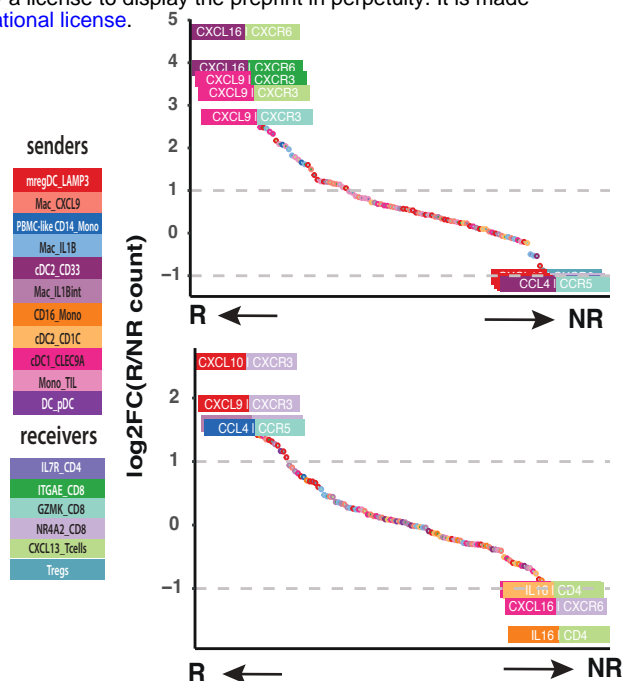 a license to display the preprint in perpetuity. It is made
ational license.
5
CXCL16 | CXCR6
4
CXCL16 | CXCR6
CXCL9 | CXCR3
CXCL9 | CXCR3
3
CXCL9 | CXCR3
2
1
0
−1
CCL4 | CCR5
R
NR
log2FC(R/NR count)
senders
mregDC_LAMP3
Mac_CXCL9
PBMC-like CD14_Mono
Mac_IL1B
cDC2_CD33
Mac_IL1Bint
CD16_Mono
cDC2_CD1C
cDC1_CLEC9A
Mono_TIL
DC_pDC
receivers
IL7R_CD4
ITGAE_CD8
GZMK_CD8
NR4A2_CD8
CXCL13_Tcells
Tregs
CXCL10 | CXCR3
2
CXCL9 | CXCR3
CCL4 | CCR5
1
0
−1
IL16 | CD4
CXCL16 | CXCR6
IL16 | CD4
R
NR